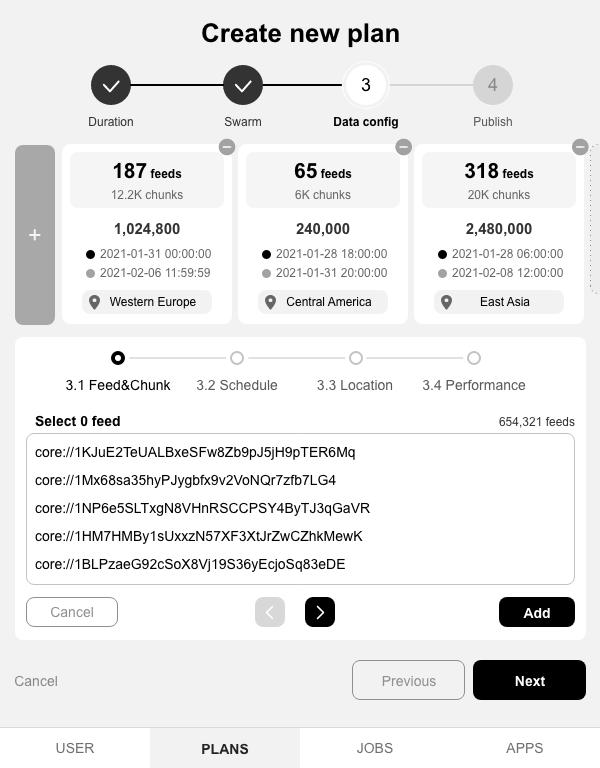 Create new plan
3
4
Duration
Swarm
Data config
Publish
+
187 feeds
12.2K chunks
1,024,800
2021-01-31 00:00:00
2021-02-06 11:59:59
Western Europe
65 feeds
6K chunks
240,000
2021-01-28 18:00:00
2021-01-31 20:00:00
Central America
318 feeds
20K chunks
2,480,000
2021-01-28 06:00:00
2021-02-08 12:00:00
East Asia
3.1 Feed&Chunk
3.2 Schedule
3.3 Location
3.4 Performance
Select 0 feed
654,321 feeds
core://1KJuE2TeUALBxeSFw8Zb9pJ5jH9pTER6Mq
core://1Mx68sa35hyPJygbfx9v2VoNQr7zfb7LG4
core://1NP6e5SLTxgN8VHnRSCCPSY4ByTJ3qGaVR
core://1HM7HMBy1sUxxzN57XF3XtJrZwCZhkMewK
core://1BLPzaeG92cSoX8Vj19S36yEcjoSq83eDE
Cancel
Add
Cancel
Previous
Next
USER
PLANS
JOBS
APPS